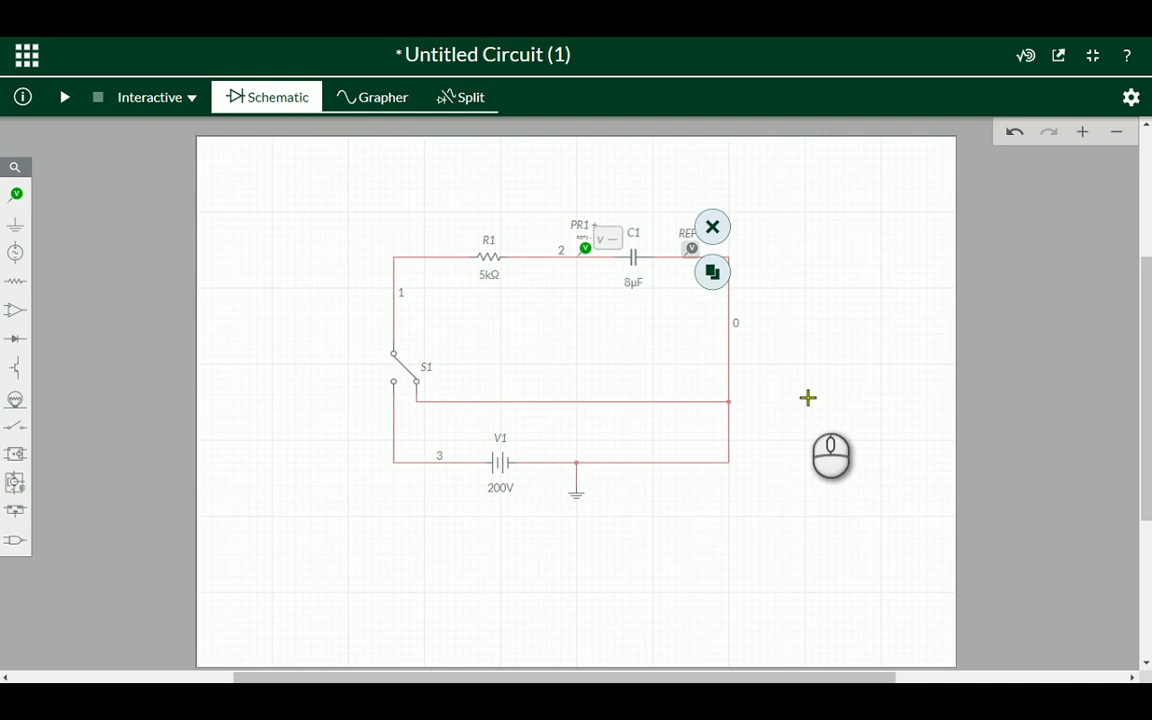 *Untitled Circuit (1)
?
Interactive
Schematic
Grapher
Split
V
PR1+
REF
C1
R1
2
V
V
5kΩ
8μF
1
0
S1
V1
3
200V